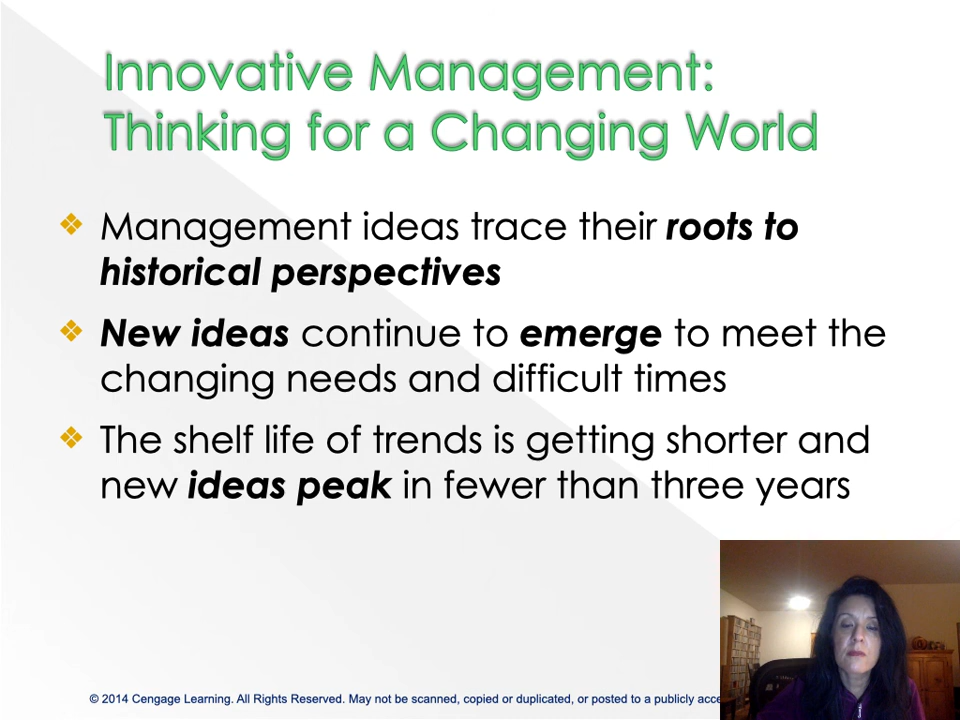 Innovative Management:
Thinking for a Changing World
Management ideas trace their roots to
historical perspectives
New ideas continue to emerge to meet the
changing needs and difficult times
The shelf life of trends is getting shorter and
new ideas peak in fewer than three years
© 2014 Cengage Learning. All Rights Reserved. May not be scanned, copied or duplicated, or posted to a publicly